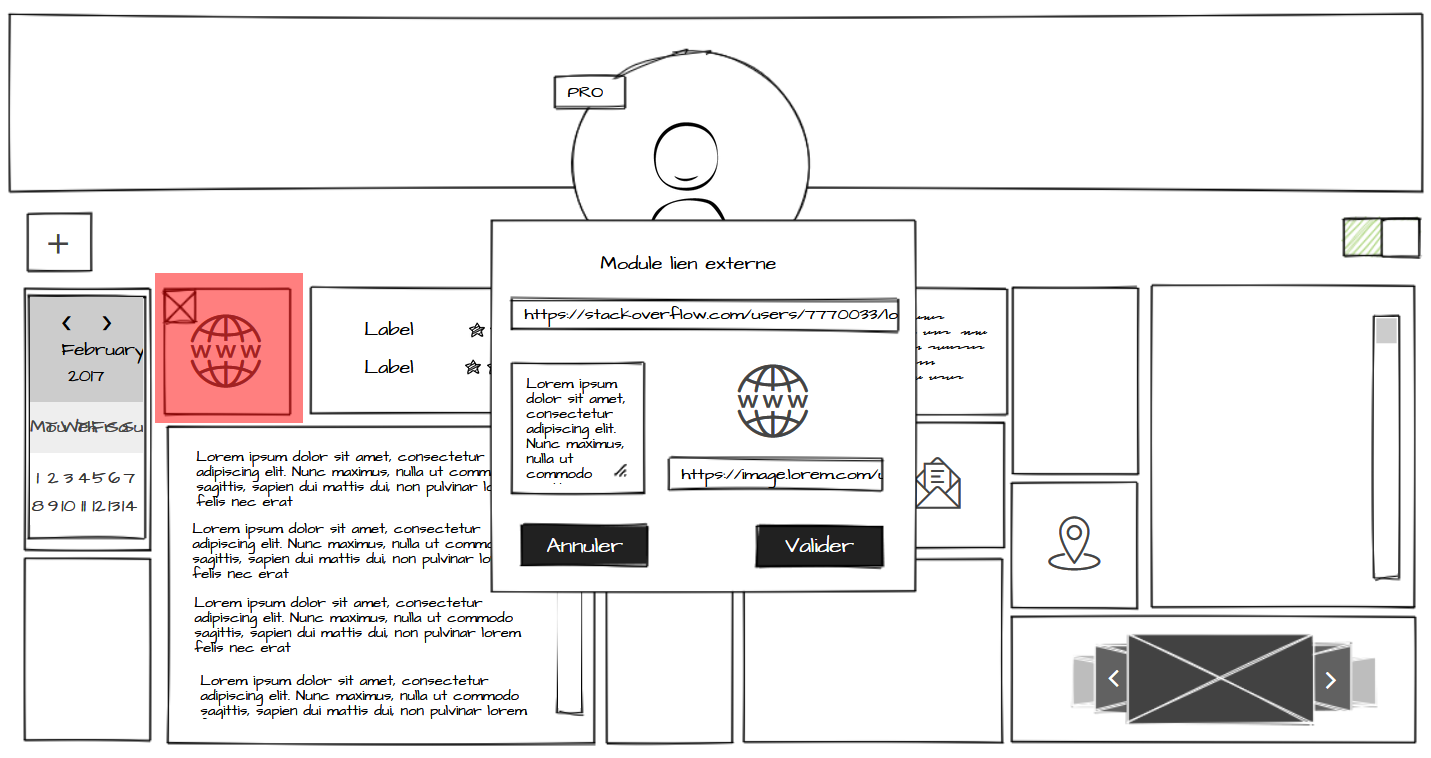 PRO
+
Module lien externe
https://stackoverflow.com/users/7770033/lo
February
2017
1 2 3 4 5 6 7
8 9 10 11 12 13 14
WWW
Label
Label
Lorem ipsum
dolor sit amet,
consectetur
adipiscing elit.
Nunc maximus,
nulla ut
commodo
WWW
https://image.lorem.com/
Annuler
Valider
Lorem ipsum dolor sit amet, consectetur
adipiscing elit. Nunc maximus, nulla ut comm
sagittis, sapien dui mattis dui, non pulvinar lo
felis nec erat
Lorem ipsum dolor sit amet, consectetur
adipiscing elit. Nunc maximus, nulla ut commo
sagittis, sapien dui mattis dui, non pulvinar lo
felis nec erat
Lorem ipsum dolor sit amet, consectetur
adipiscing elit. Nunc maximus, nulla ut commodo
sagittis, sapien dui mattis dui, non pulvinar lorem
felis nec erat
Lorem ipsum dolor sit amet, consectetur
adipiscing elit. Nunc maximus, nulla ut commodo
sagittis, sapien dui mattis dui, non pulvinar lorem